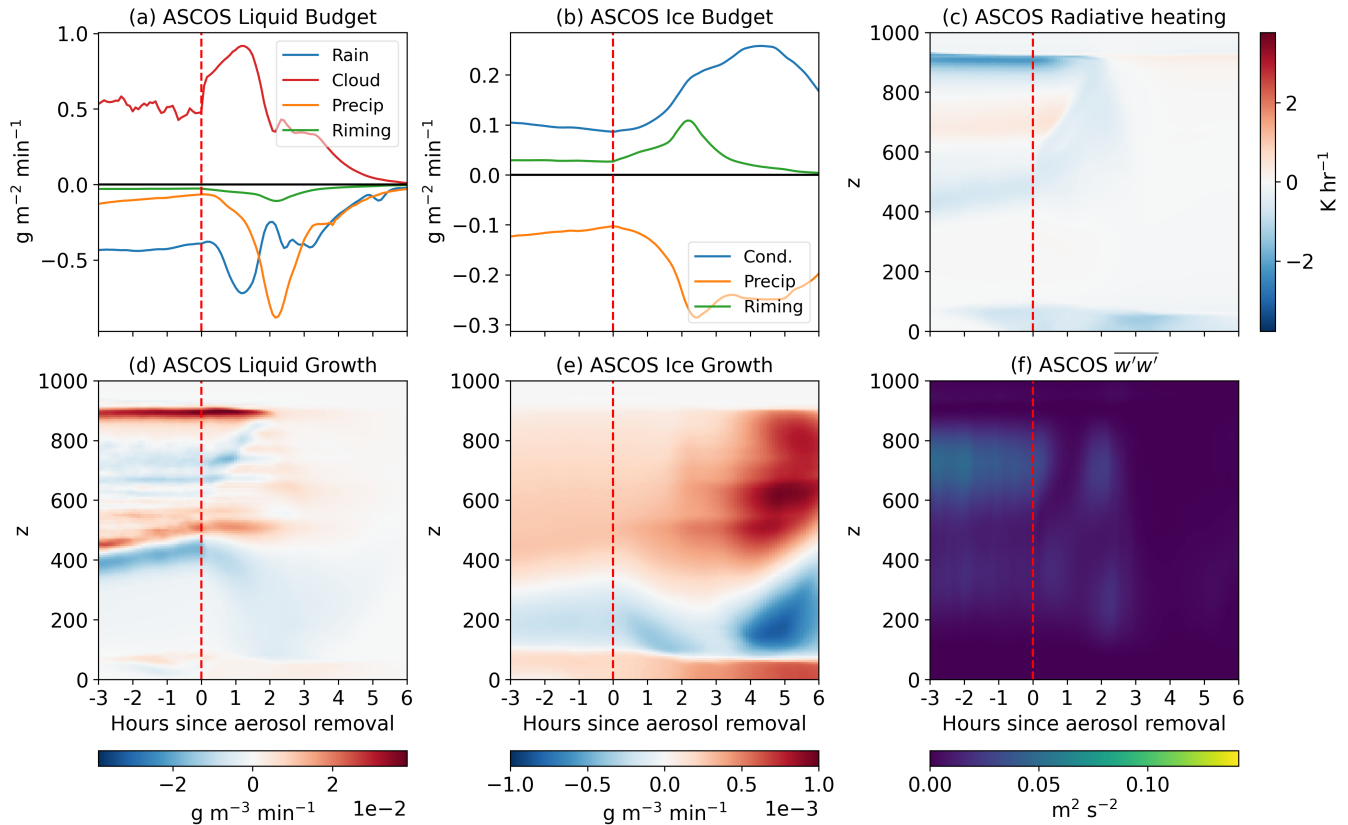 (a) ASCOS Liquid Budget
1.0
0.5
0.0
−0.5
g m⁻² min⁻¹
Rain
Cloud
Precip
Riming
(b) ASCOS Ice Budget
0.2
0.1
0.0
−0.1
−0.2
−0.3
g m⁻² min⁻¹
Cond.
Precip
Riming
(c) ASCOS Radiative heating
1000
800
600
400
200
0
z
2
0
−2
K hr⁻¹
(d) ASCOS Liquid Growth
1000
800
600
400
200
0
z
-3 -2 -1 0 1 2 3 4 5 6
Hours since aerosol removal
−2 0 2
1e−2
g m⁻³ min⁻¹
(e) ASCOS Ice Growth
1000
800
600
400
200
0
z
-3 -2 -1 0 1 2 3 4 5 6
Hours since aerosol removal
−1.0 −0.5 0.0 0.5 1.0
1e−3
g m⁻³ min⁻¹
(f) ASCOS w′w′
1000
800
600
400
200
0
z
-3 -2 -1 0 1 2 3 4 5 6
Hours since aerosol removal
0.00 0.05 0.10
m² s⁻²